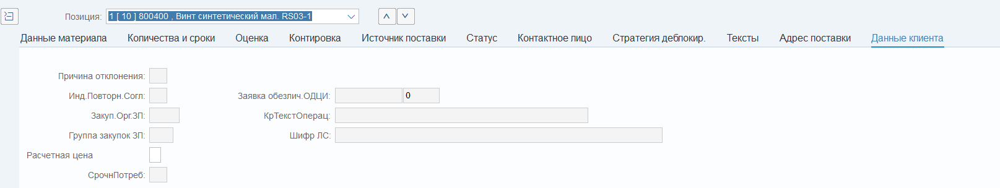 Позиция: 1 [ 10 ] 800400 , Винт синтетический мал. RS03-1
Данные материала Количества и сроки Оценка Контировка Источник поставки Статус Контактное лицо Стратегия деблокир. Тексты Адрес поставки Данные клиента
Причина отклонения:
Инд.Повторн.Согл: Заявка обезлич.ОДЦИ: 0
Закуп.Орг.ЗП: КрТекстОперац:
Группа закупок ЗП: Шифр ЛС:
Расчетная цена
СрочнПотреб: